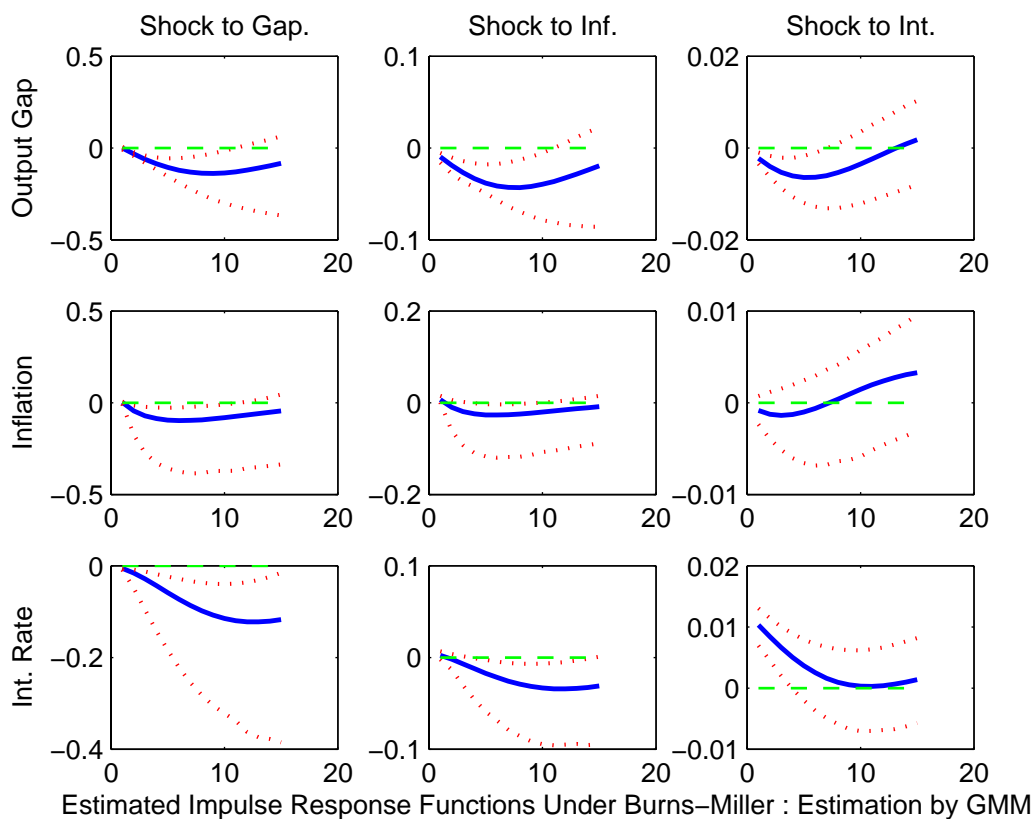 Shock to Gap. Shock to Inf. Shock to Int.
0.5 0.1 0.02
Output Gap 0 0 0
−0.5 −0.1 −0.02
0 10 20 0 10 20 0 10 20
0.5 0.2 0.01
Inflation 0 0 0
−0.5 −0.2 −0.01
0 10 20 0 10 20 0 10 20
0 0.1 0.02
0.01
Int. Rate −0.2 0 0
−0.4 −0.1 −0.01
0 10 20 0 10 20 0 10 20
Estimated Impulse Response Functions Under Burns−Miller : Estimation by GMM